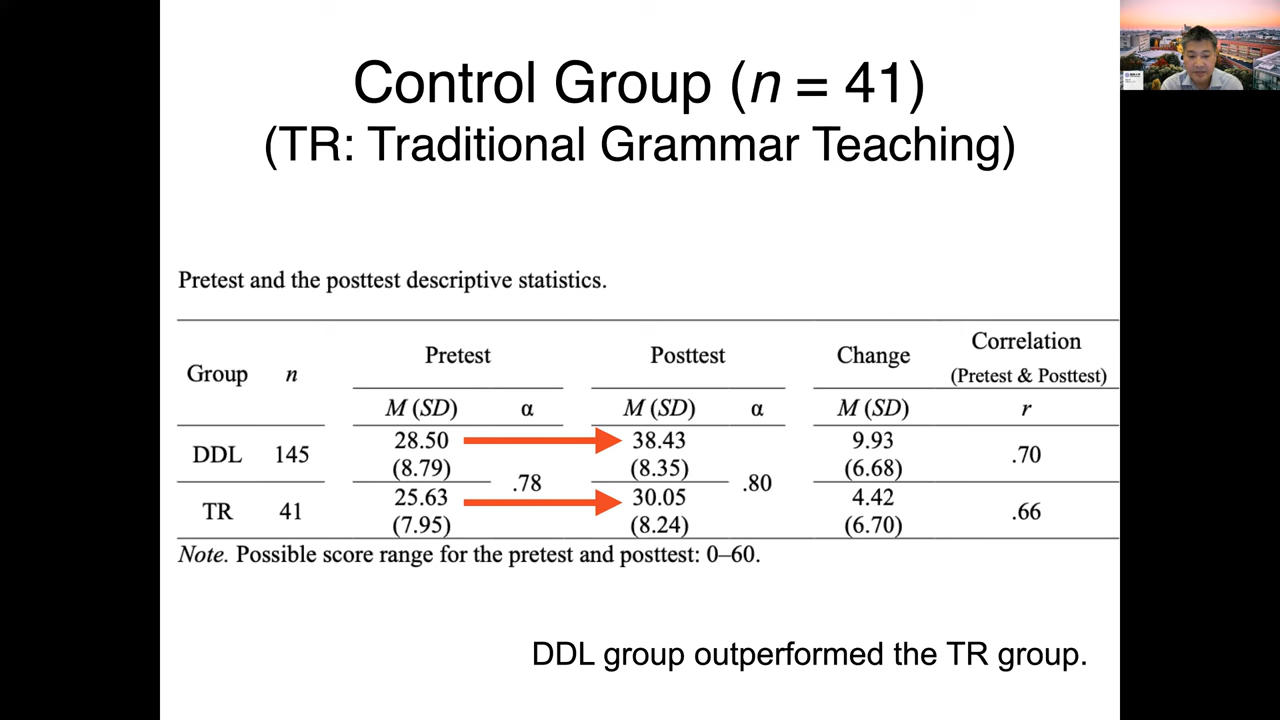 Control Group (n = 41)
(TR: Traditional Grammar Teaching)
Pretest and the posttest descriptive statistics.
Group n Pretest Posttest Change Correlation
(Pretest & Posttest)
M (SD) α M (SD) α M (SD) r
DDL 145 28.50 (8.79) .78 38.43 (8.35) .80 9.93 (6.68) .70
TR 41 25.63 (7.95) 30.05 (8.24) 4.42 (6.70) .66
Note. Possible score range for the pretest and posttest: 0–60.
DDL group outperformed the TR group.